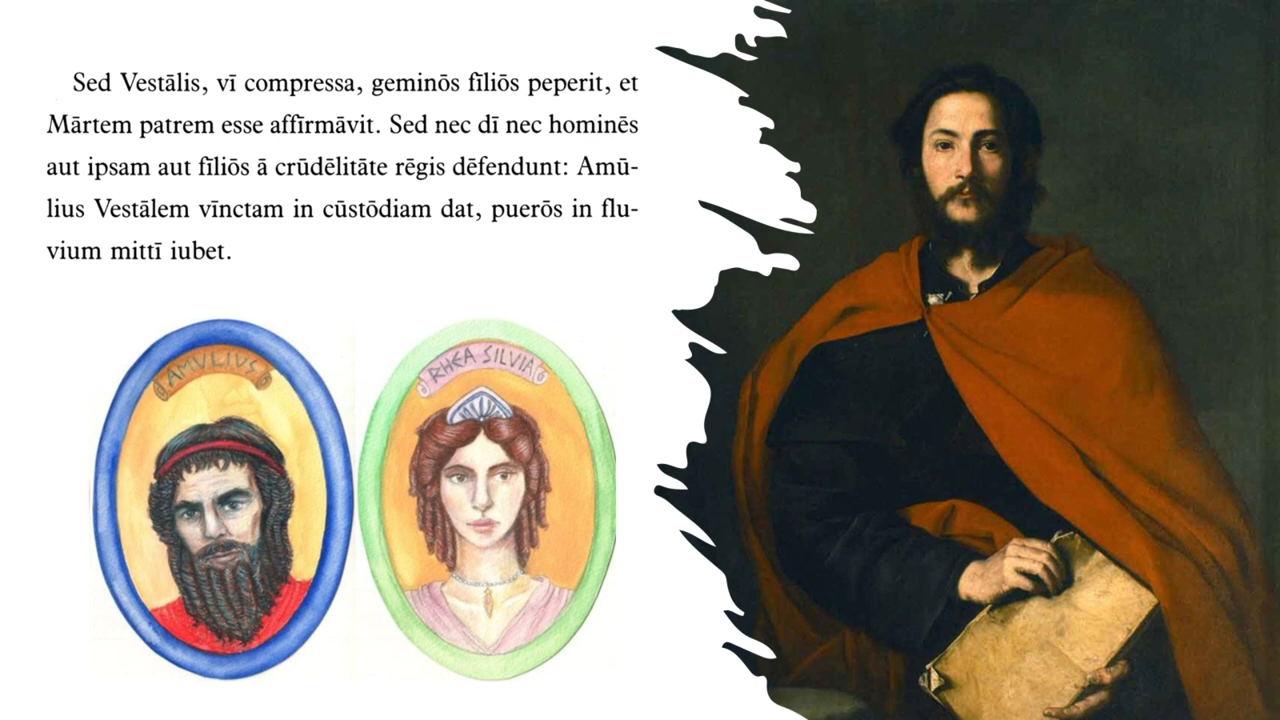 Sed Vestālis, vī compressa, geminōs fīliōs peperit, et
Mārtem patrem esse affīrmāvit. Sed nec dī nec hominēs
aut ipsam aut fīliōs ā crūdēlitāte rēgis dēfendunt: Amū-
lius Vestālem vīnctam in cūstōdiam dat, puerōs in flu-
vium mittī iubet.
AMVLIVS
RHEA SILVIA